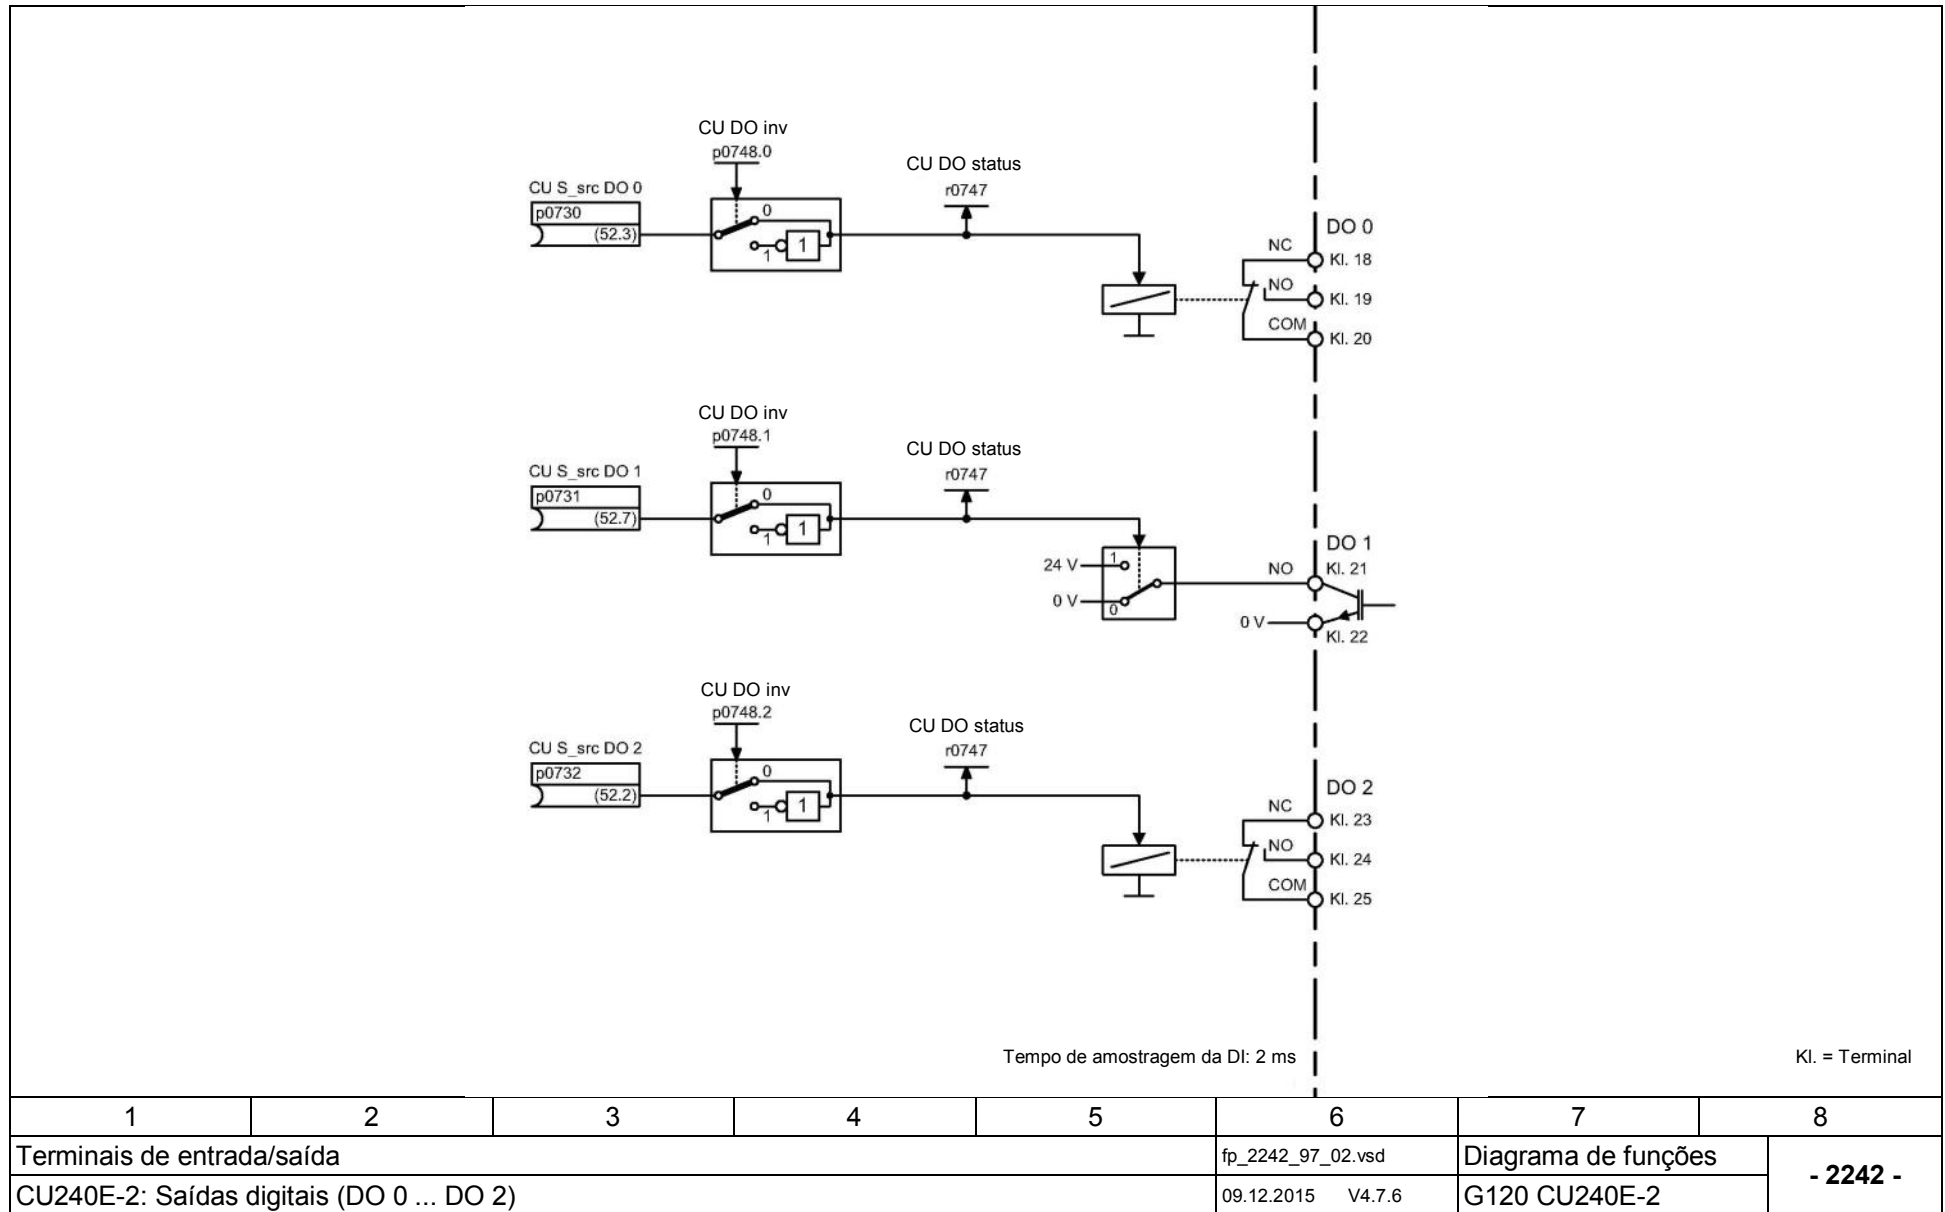 CU DO inv
p0748.0
CU DO status
r0747
CU S_src DO 0
p0730
(52.3)
0
1
1
DO 0
NC
Kl. 18
NO
Kl. 19
COM
Kl. 20
CU DO inv
p0748.1
CU DO status
r0747
CU S_src DO 1
p0731
(52.7)
0
1
1
DO 1
24 V
1
NO
Kl. 21
0 V
0
0 V
Kl. 22
CU DO inv
p0748.2
CU DO status
r0747
CU S_src DO 2
p0732
(52.2)
0
1
1
DO 2
NC
Kl. 23
NO
Kl. 24
COM
Kl. 25
Tempo de amostragem da DI: 2 ms
Kl. = Terminal
1 2 3 4 5 6 7 8
Terminais de entrada/saída
fp_2242_97_02.vsd
Diagrama de funções
- 2242 -
CU240E-2: Saídas digitais (DO 0 ... DO 2)
09.12.2015 V4.7.6
G120 CU240E-2